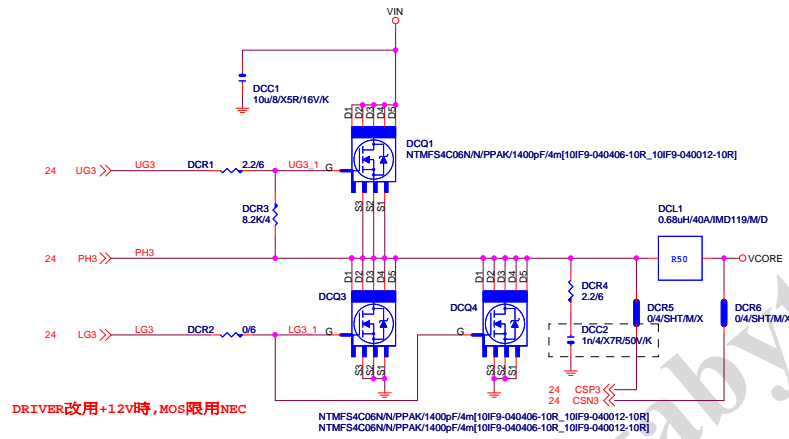 VIN
DCC1
10u/8/X5R/16V/K
D1
D2
D3
D4
D5
DCQ1
NTMFS4C06N/N/PPAK/1400pF/4m[10IF9-040406-10R_10IF9-040012-10R]
24 UG3 UG3 DCR1 2.2/6 UG3_1 G
S3
S2
S1
DCR3
8.2K/4
DCL1
0.68uH/40A/IMD119/M/D
R50
VCORE
24 PH3 PH3
D1
D2
D3
D4
D5
D1
D2
D3
D4
D5
DCR4
2.2/6
DCQ3
DCQ4
DCR5
0/4/SHT/M/X
DCR6
0/4/SHT/M/X
24 LG3 LG3 DCR2 0/6 LG3_1 G
G
DCC2
1n/4/X7R/50V/K
S3
S2
S1
S3
S2
S1
24 CSP3
24 CSN3
DRIVER改用+12V時,MOS限用NEC
NTMFS4C06N/N/PPAK/1400pF/4m[10IF9-040406-10R_10IF9-040012-10R]
NTMFS4C06N/N/PPAK/1400pF/4m[10IF9-040406-10R_10IF9-040012-10R]